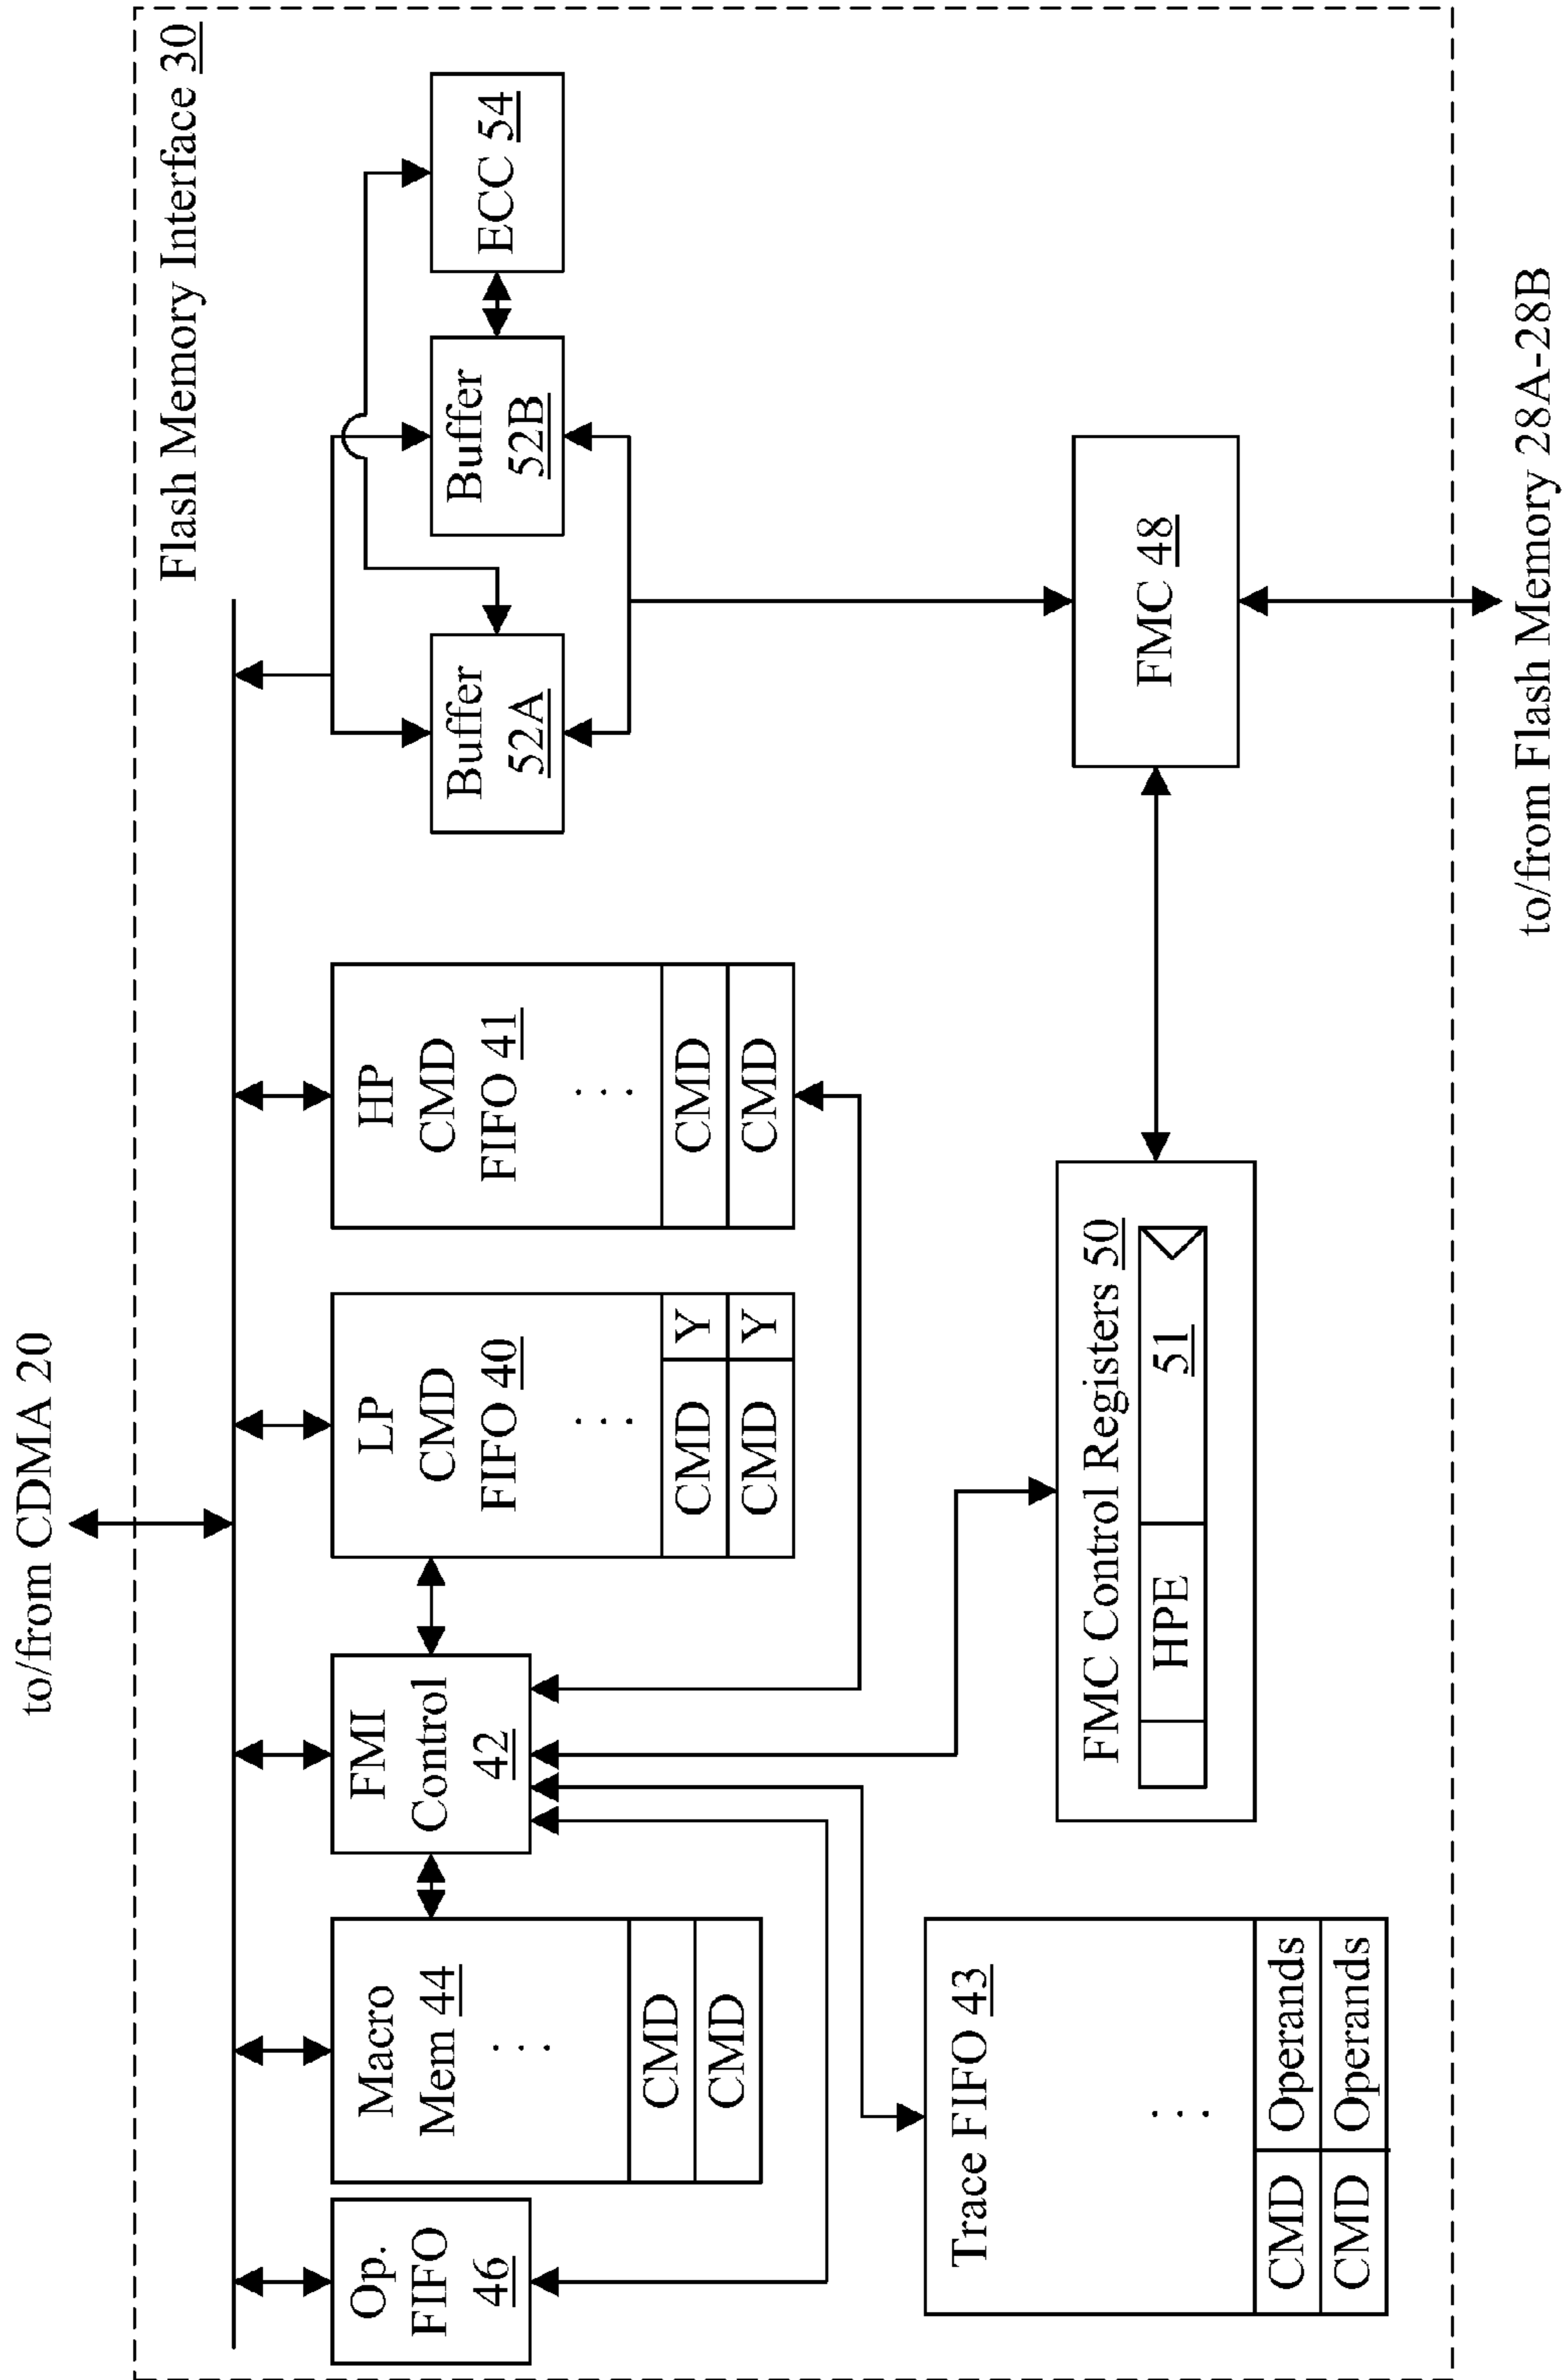 to/from CDMA 20
Flash Memory Interface 30
Op.
FIFO
46
Macro
Mem 44
. . .
CMD
CMD
FMI
Control
42
LP
CMD
FIFO 40
. . .
CMD Y
CMD Y
HP
CMD
FIFO 41
. . .
CMD
CMD
Buffer
52A
Buffer
52B
ECC 54
Trace FIFO 43
. . .
CMD Operands
CMD Operands
FMC Control Registers 50
HPE 51
FMC 48
to/from Flash Memory 28A-28B